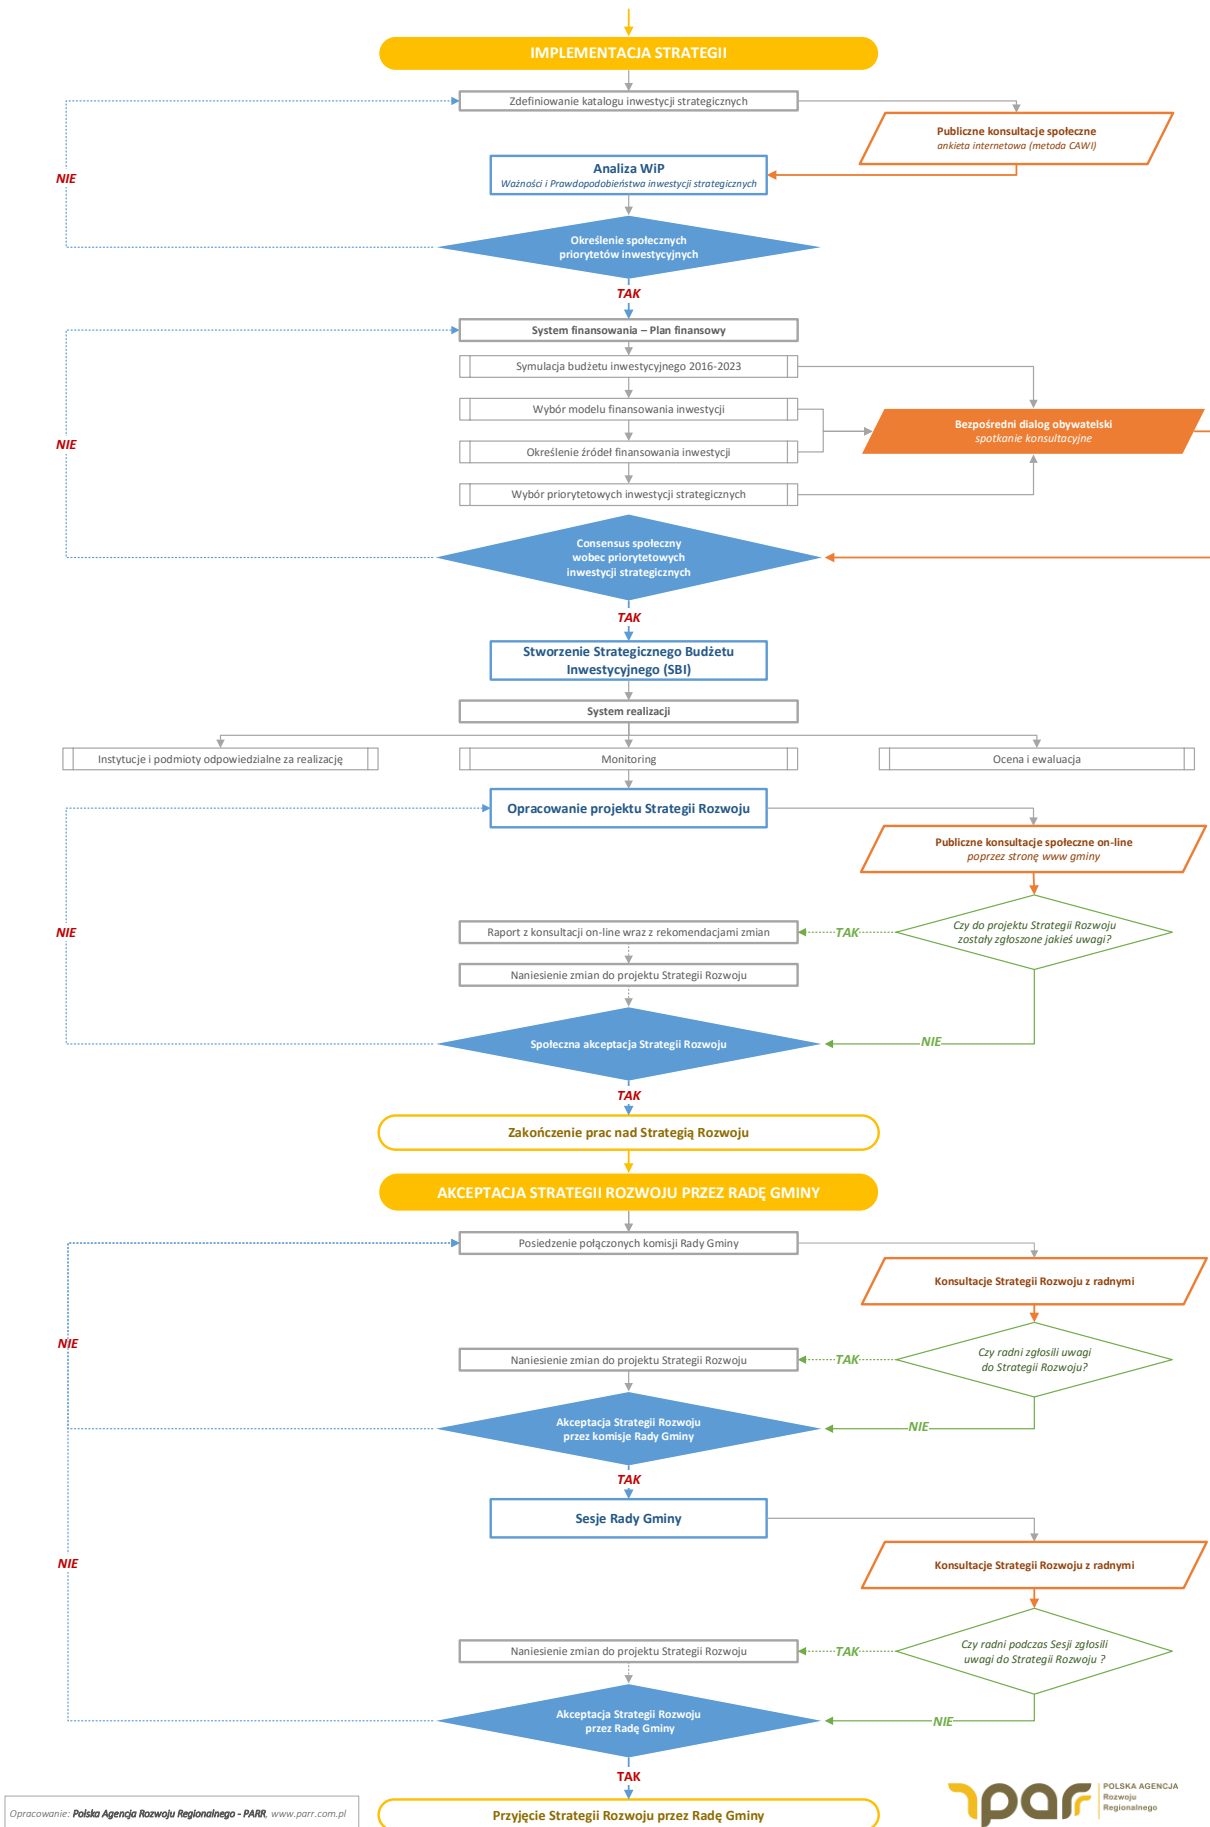 IMPLEMENTACJA STRATEGII
Zdefiniowanie katalogu inwestycji strategicznych
Publiczne konsultacje społeczne
ankieta internetowa (metoda CAWI)
Analiza WiP
Ważności i Prawdopodobieństwa inwestycji strategicznych
NIE
Określenie społecznych
priorytetów inwestycyjnych
TAK
System finansowania – Plan finansowy
Symulacja budżetu inwestycyjnego 2016-2023
Wybór modelu finansowania inwestycji
Bezpośredni dialog obywatelski
spotkanie konsultacyjne
NIE
Określenie źródeł finansowania inwestycji
Wybór priorytetowych inwestycji strategicznych
Consensus społeczny
wobec priorytetowych
inwestycji strategicznych
TAK
Stworzenie Strategicznego Budżetu
Inwestycyjnego (SBI)
System realizacji
Instytucje i podmioty odpowiedzialne za realizację
Monitoring
Ocena i ewaluacja
Opracowanie projektu Strategii Rozwoju
Publiczne konsultacje społeczne on-line
poprzez stronę www gminy
Czy do projektu Strategii Rozwoju
zostały zgłoszone jakieś uwagi?
TAK
Raport z konsultacji on-line wraz z rekomendacjami zmian
NIE
Naniesienie zmian do projektu Strategii Rozwoju
Społeczna akceptacja Strategii Rozwoju
NIE
TAK
Zakończenie prac nad Strategią Rozwoju
AKCEPTACJA STRATEGII ROZWOJU PRZEZ RADĘ GMINY
Posiedzenie połączonych komisji Rady Gminy
Konsultacje Strategii Rozwoju z radnymi
NIE
Czy radni zgłosili uwagi
do Strategii Rozwoju?
TAK
Naniesienie zmian do projektu Strategii Rozwoju
Akceptacja Strategii Rozwoju
przez komisje Rady Gminy
NIE
TAK
Sesje Rady Gminy
Konsultacje Strategii Rozwoju z radnymi
NIE
Czy radni podczas Sesji zgłosili
uwagi do Strategii Rozwoju ?
TAK
Naniesienie zmian do projektu Strategii Rozwoju
Akceptacja Strategii Rozwoju
przez Radę Gminy
NIE
TAK
Przyjęcie Strategii Rozwoju przez Radę Gminy
Opracowanie: Polska Agencja Rozwoju Regionalnego - PARR, www.parr.com.pl
parr
POLSKA AGENCJA
Rozwoju
Regionalnego